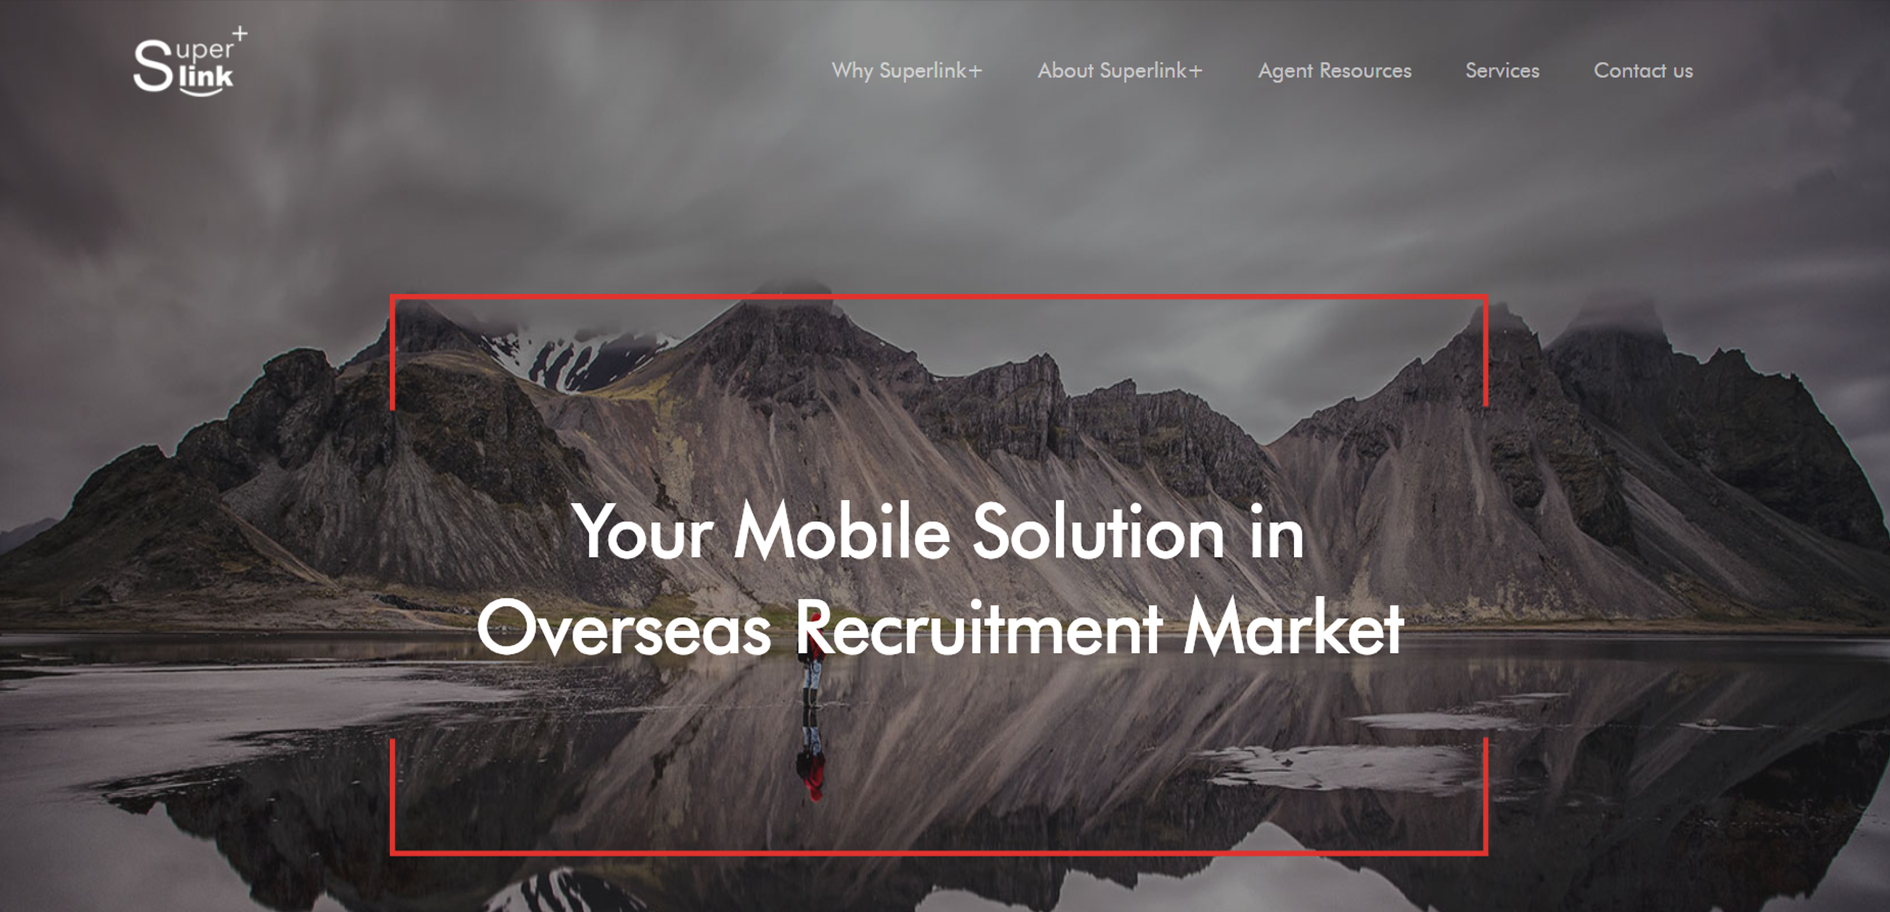 Super+
link
Why Superlink+
About Superlink+
Agent Resources
Services
Contact us
Your Mobile Solution in
Overseas Recruitment Market